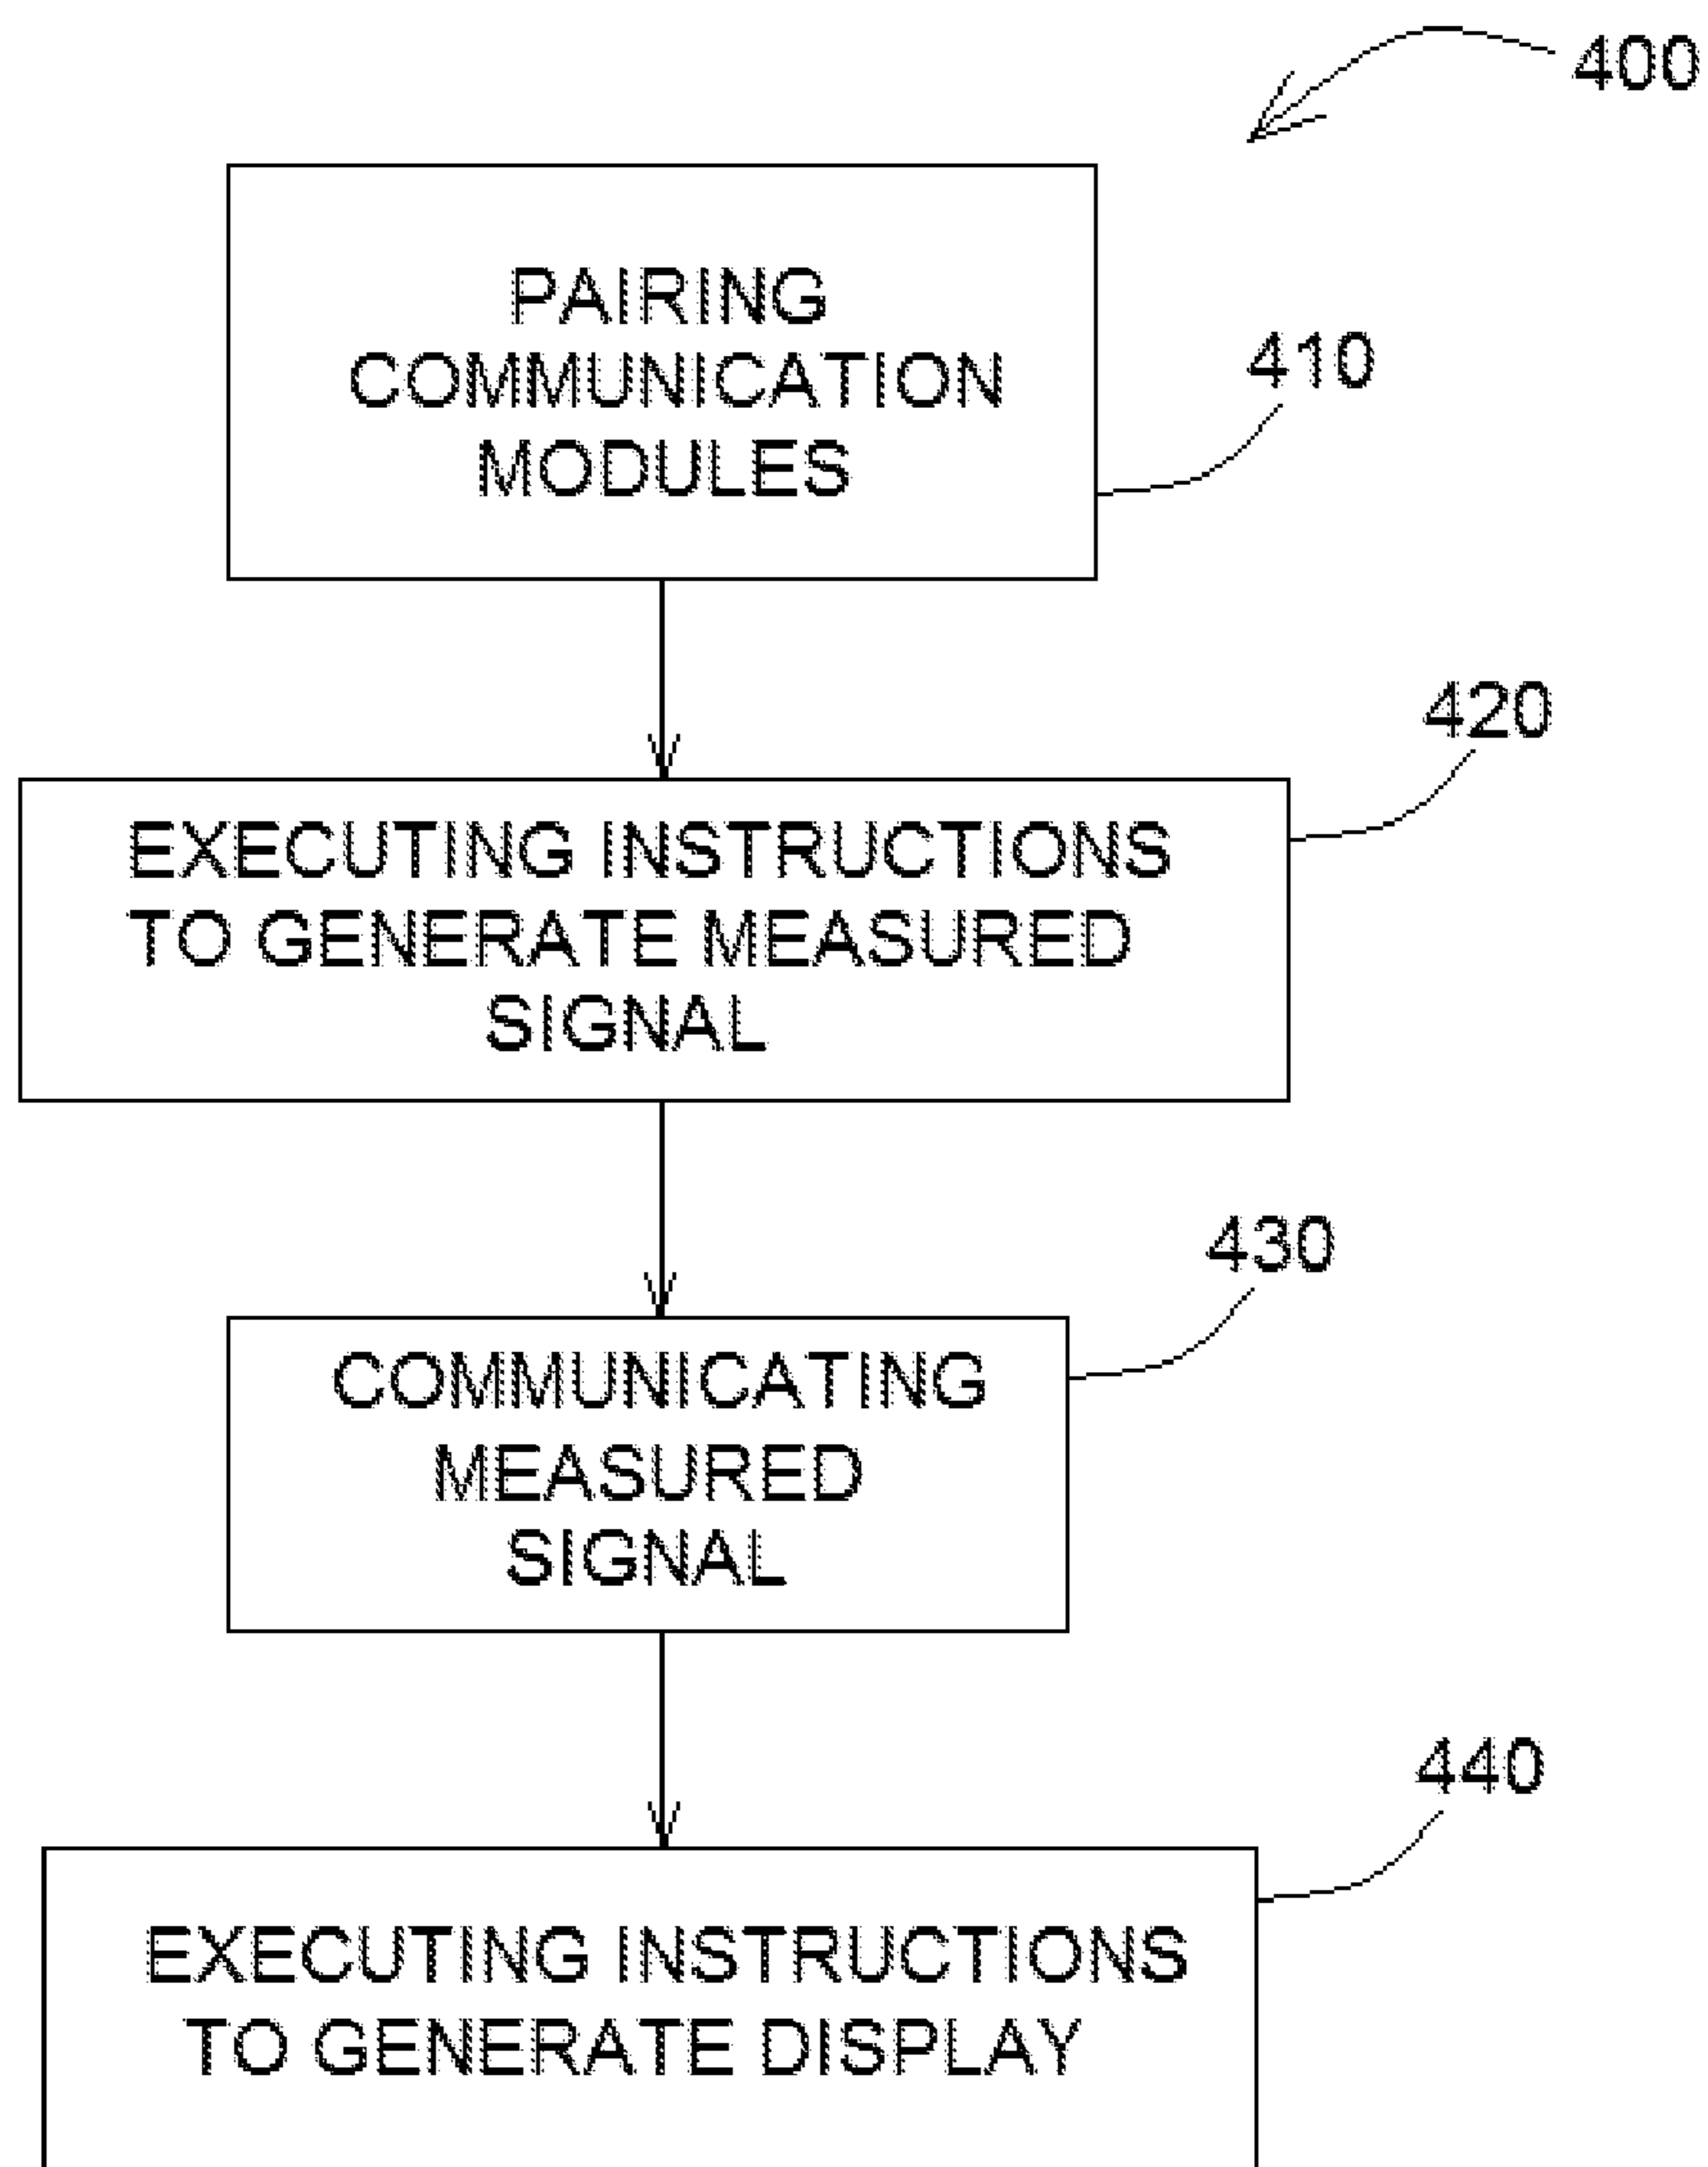 400
PAIRING
COMMUNICATION
MODULES
410
420
EXECUTING INSTRUCTIONS
TO GENERATE MEASURED
SIGNAL
430
COMMUNICATING
MEASURED
SIGNAL
440
EXECUTING INSTRUCTIONS
TO GENERATE DISPLAY